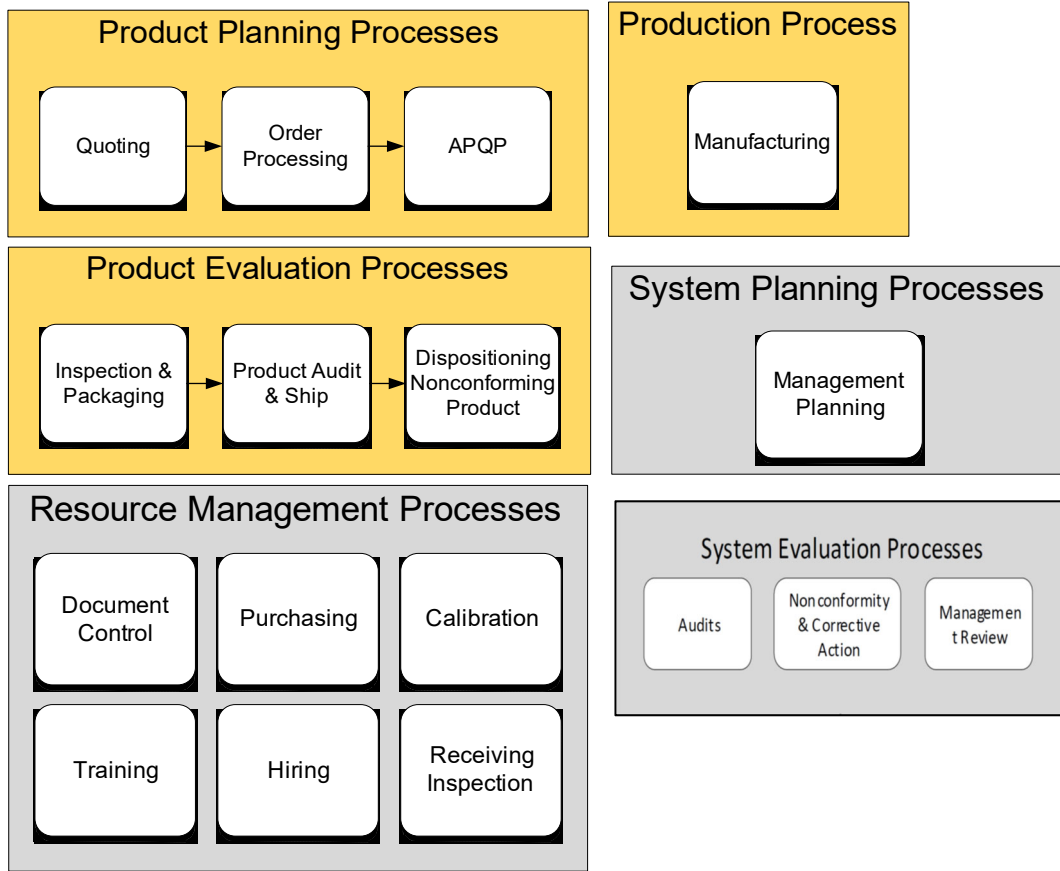 Product Planning Processes
Quoting
Order
Processing
APQP
Production Process
Manufacturing
Product Evaluation Processes
Inspection &
Packaging
Product Audit
& Ship
Dispositioning
Nonconforming
Product
System Planning Processes
Management
Planning
Resource Management Processes
Document
Control
Purchasing
Calibration
Training
Hiring
Receiving
Inspection
System Evaluation Processes
Audits
Nonconformity
& Corrective
Action
Managemen
t Review